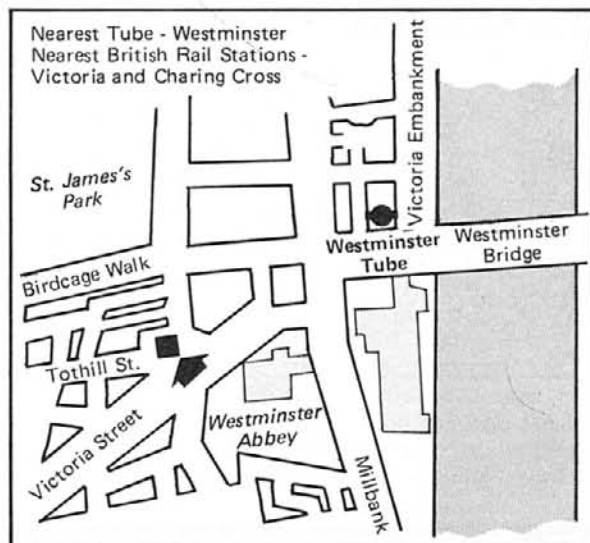 Nearest Tube - Westminster
Nearest British Rail Stations -
Victoria and Charing Cross
Victoria Embankment
St. James's
Park
Westminster
Tube
Westminster
Bridge
Birdcage Walk
Tothill St.
Victoria Street
Westminster
Abbey
Millbank